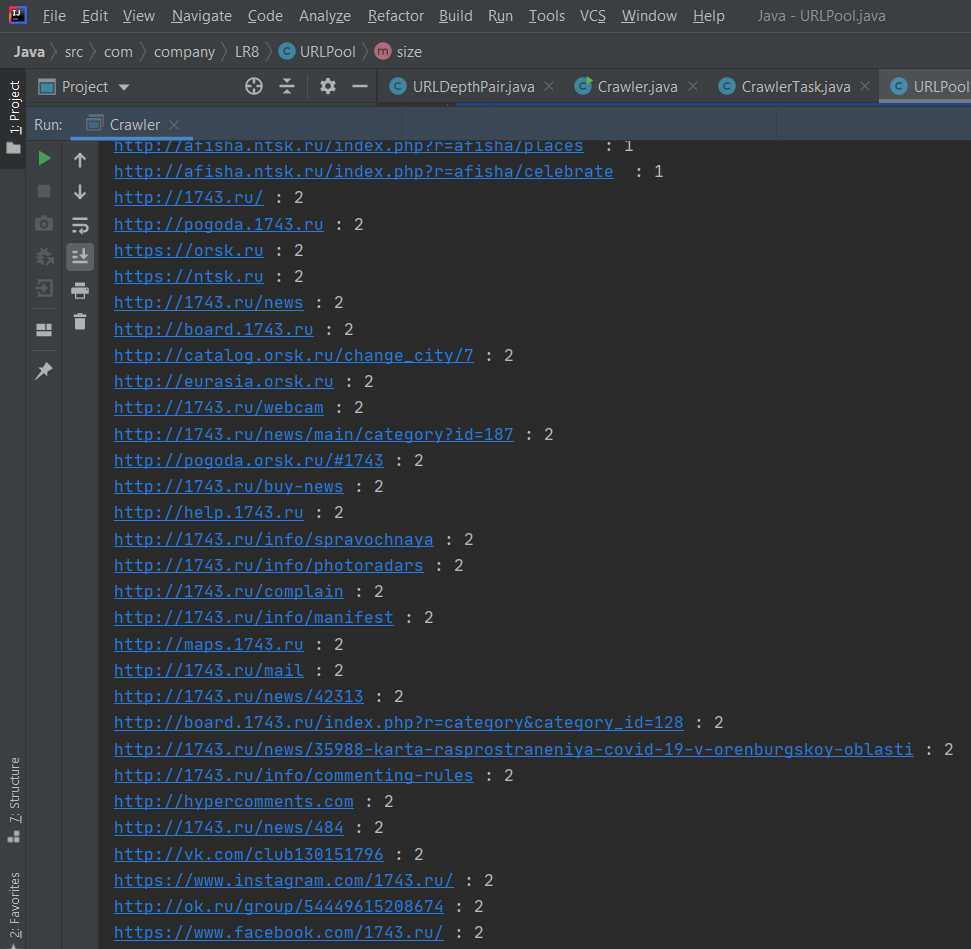 File Edit View Navigate Code Analyze Refactor Build Run Tools VCS Window Help Java - URLPool.java
Java src com company LR8 C URLPool m size
1: Project
Project C URLDepthPair.java C Crawler.java C CrawlerTask.java C URLPool
Run: Crawler
http://afisha.ntsk.ru/index.php?r=afisha/places : 1
http://afisha.ntsk.ru/index.php?r=afisha/celebrate : 1
http://1743.ru/ : 2
http://pogoda.1743.ru : 2
https://orsk.ru : 2
https://ntsk.ru : 2
http://1743.ru/news : 2
http://board.1743.ru : 2
http://catalog.orsk.ru/change_city/7 : 2
http://eurasia.orsk.ru : 2
http://1743.ru/webcam : 2
http://1743.ru/news/main/category?id=187 : 2
http://pogoda.orsk.ru/#1743 : 2
http://1743.ru/buy-news : 2
http://help.1743.ru : 2
http://1743.ru/info/spravochnaya : 2
http://1743.ru/info/photoradars : 2
http://1743.ru/complain : 2
http://1743.ru/info/manifest : 2
http://maps.1743.ru : 2
http://1743.ru/mail : 2
http://1743.ru/news/42313 : 2
http://board.1743.ru/index.php?r=category&category_id=128 : 2
http://1743.ru/news/35988-karta-rasprostraneniya-covid-19-v-orenburgskoy-oblasti : 2
http://1743.ru/info/commenting-rules : 2
http://hypercomments.com : 2
http://1743.ru/news/484 : 2
http://vk.com/club130151796 : 2
https://www.instagram.com/1743.ru/ : 2
http://ok.ru/group/54449615208674 : 2
https://www.facebook.com/1743.ru/ : 2
7: Structure
2: Favorites